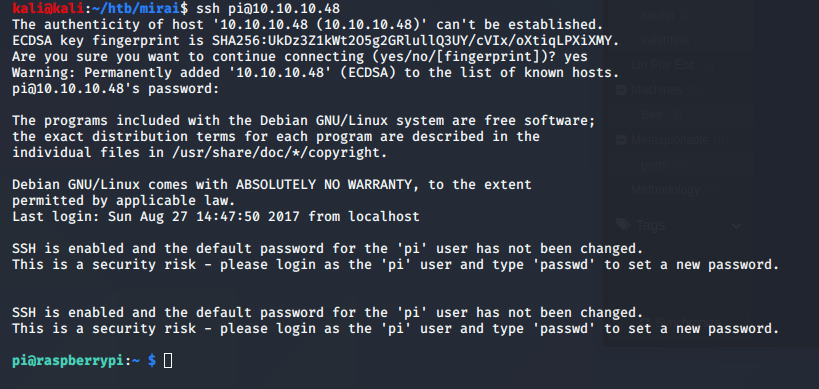 kali@kali:~/htb/mirai$ ssh pi@10.10.10.48
The authenticity of host '10.10.10.48 (10.10.10.48)' can't be established.
ECDSA key fingerprint is SHA256:UkDz3Z1kWt2O5g2GRlullQ3UY/cVIx/oXtiqLPXiXMY.
Are you sure you want to continue connecting (yes/no/[fingerprint])? yes
Warning: Permanently added '10.10.10.48' (ECDSA) to the list of known hosts.
pi@10.10.10.48's password:
The programs included with the Debian GNU/Linux system are free software;
the exact distribution terms for each program are described in the
individual files in /usr/share/doc/*/copyright.
Debian GNU/Linux comes with ABSOLUTELY NO WARRANTY, to the extent
permitted by applicable law.
Last login: Sun Aug 27 14:47:50 2017 from localhost
SSH is enabled and the default password for the 'pi' user has not been changed.
This is a security risk - please login as the 'pi' user and type 'passwd' to set a new password.
SSH is enabled and the default password for the 'pi' user has not been changed.
This is a security risk - please login as the 'pi' user and type 'passwd' to set a new password.
pi@raspberrypi:~ $
Machines
Tags